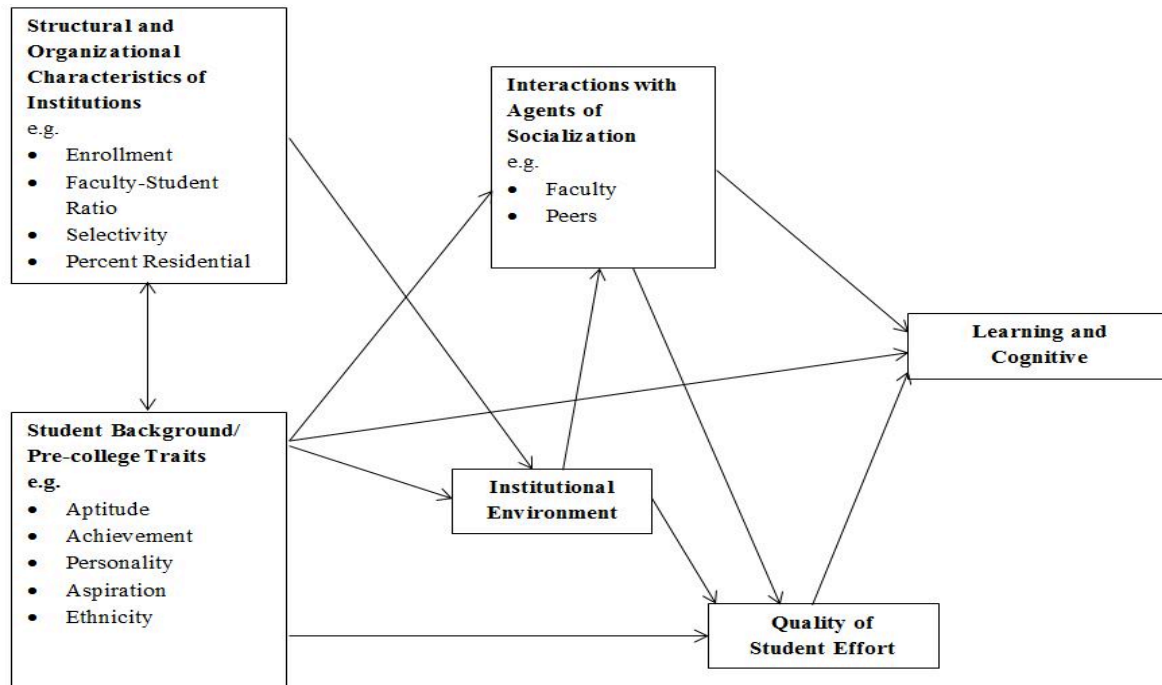 Structural and
Organizational
Characteristics of
Institutions
e.g.
• Enrollment
• Faculty-Student
Ratio
• Selectivity
• Percent Residential
Interactions with
Agents of
Socialization
e.g.
• Faculty
• Peers
Learning and
Cognitive
Student Background/
Pre-college Traits
e.g.
• Aptitude
• Achievement
• Personality
• Aspiration
• Ethnicity
Institutional
Environment
Quality of
Student Effort